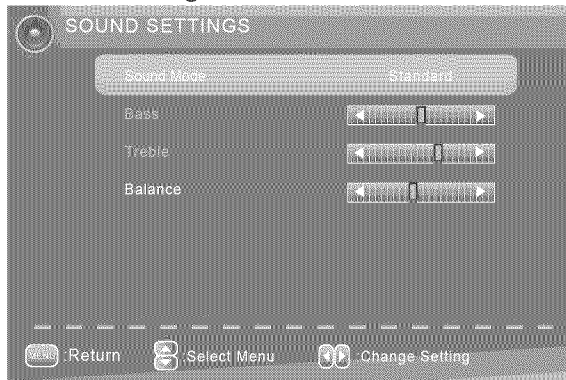 SOUND SETTINGS
Sound Mode Standard
Bass
Treble
Balance
MENU :Return :Select Menu :Change Setting